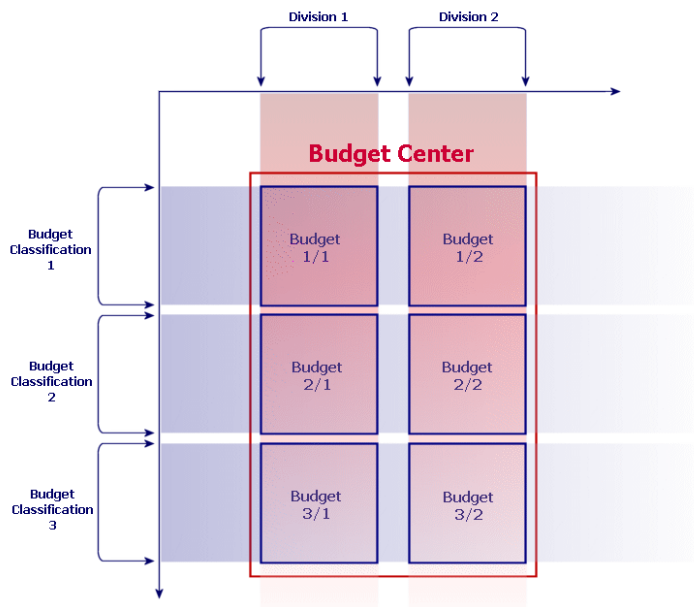 Division 1
Division 2
Budget Center
Budget
Classification
1
Budget
1/1
Budget
1/2
Budget
Classification
2
Budget
2/1
Budget
2/2
Budget
Classification
3
Budget
3/1
Budget
3/2